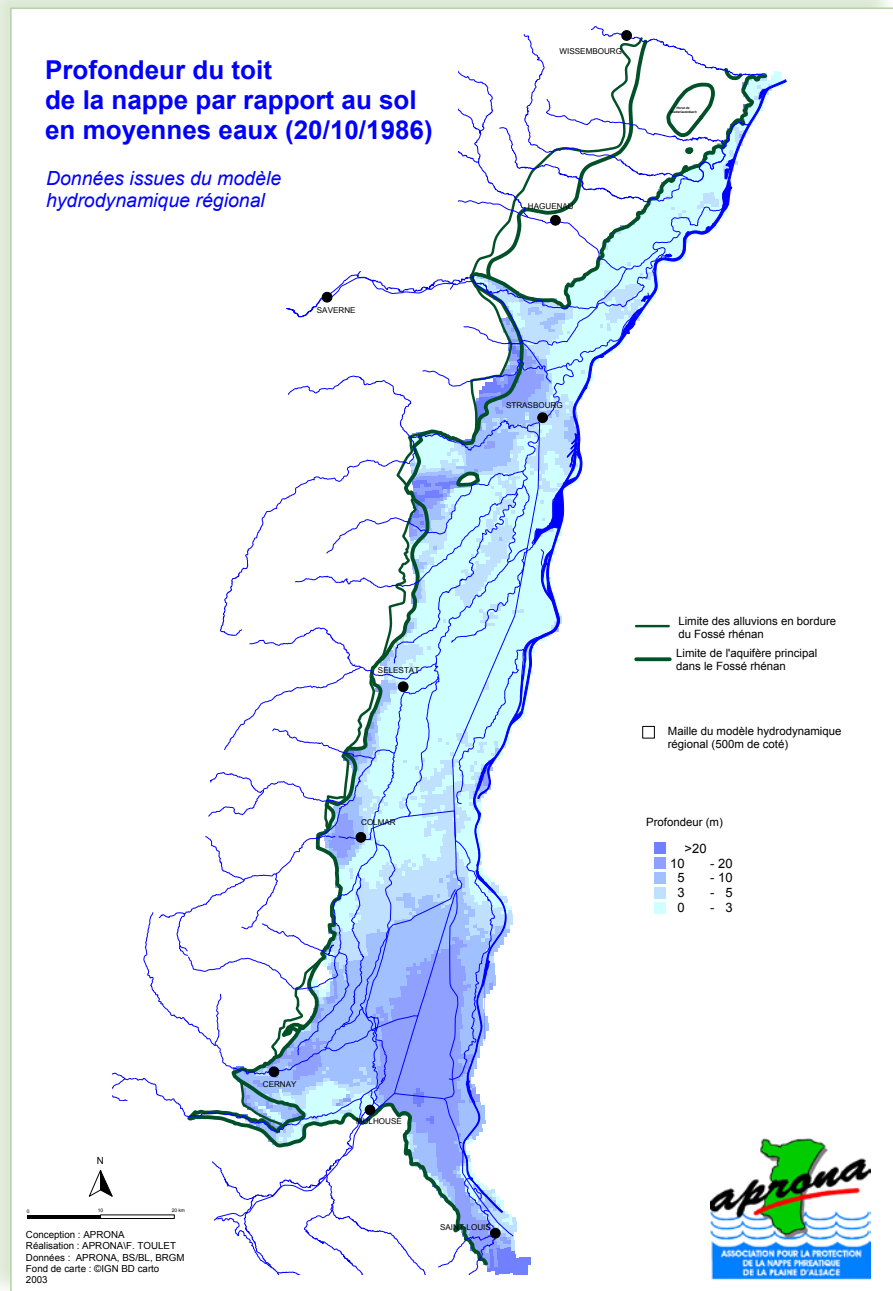 Profondeur du toit
de la nappe par rapport au sol
en moyennes eaux (20/10/1986)
Données issues du modèle
hydrodynamique régional
WISSEMBOURG
HAGUENAU
SAVERNE
STRASBOURG
SELESTAT
COLMAR
CERNAY
MULHOUSE
SAINT-LOUIS
Limite des alluvions en bordure
du Fossé rhénan
Limite de l'aquifère principal
dans le Fossé rhénan
Maille du modèle hydrodynamique
régional (500m de coté)
Profondeur (m)
>20
10 - 20
5 - 10
3 - 5
0 - 3
N
0 10 20 km
Conception : APRONA
Réalisation : APRONA\F. TOULET
Données : APRONA, BS/BL, BRGM
Fond de carte : ©IGN BD carto
2003
aprona
ASSOCIATION POUR LA PROTECTION
DE LA NAPPE PHREATIQUE
DE LA PLAINE D'ALSACE